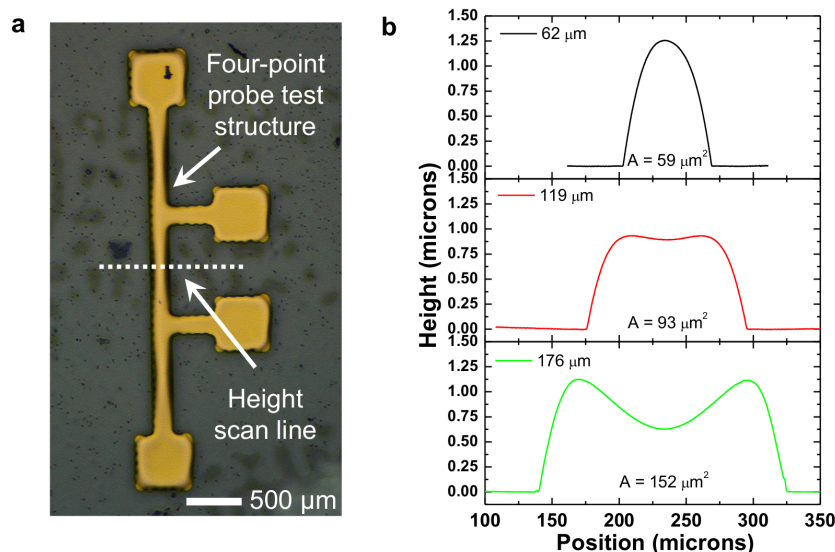 a
Four-point
probe test
structure
Height
scan line
500 µm
b
Height (microns)
1.50
1.25
1.00
0.75
0.50
0.25
0.00
62 µm
A = 59 µm²
1.50
1.25
1.00
0.75
0.50
0.25
0.00
119 µm
A = 93 µm²
1.50
1.25
1.00
0.75
0.50
0.25
0.00
176 µm
A = 152 µm²
100 150 200 250 300 350
Position (microns)